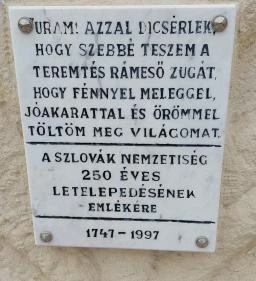 URAM! AZZAL DICSÉRLEK,
HOGY SZEBBÉ TESZEM A
TEREMTÉS RÁMESŐ ZUGÁT,
HOGY FÉNNYEL MELEGGEL,
JÓAKARATTAL ÉS ÖRÖMMEL
TÖLTÖM MEG VILÁGOMAT.
A SZLOVÁK NEMZETISÉG
250 ÉVES
LETELEPEDÉSÉNEK
EMLÉKÉRE
1747-1997